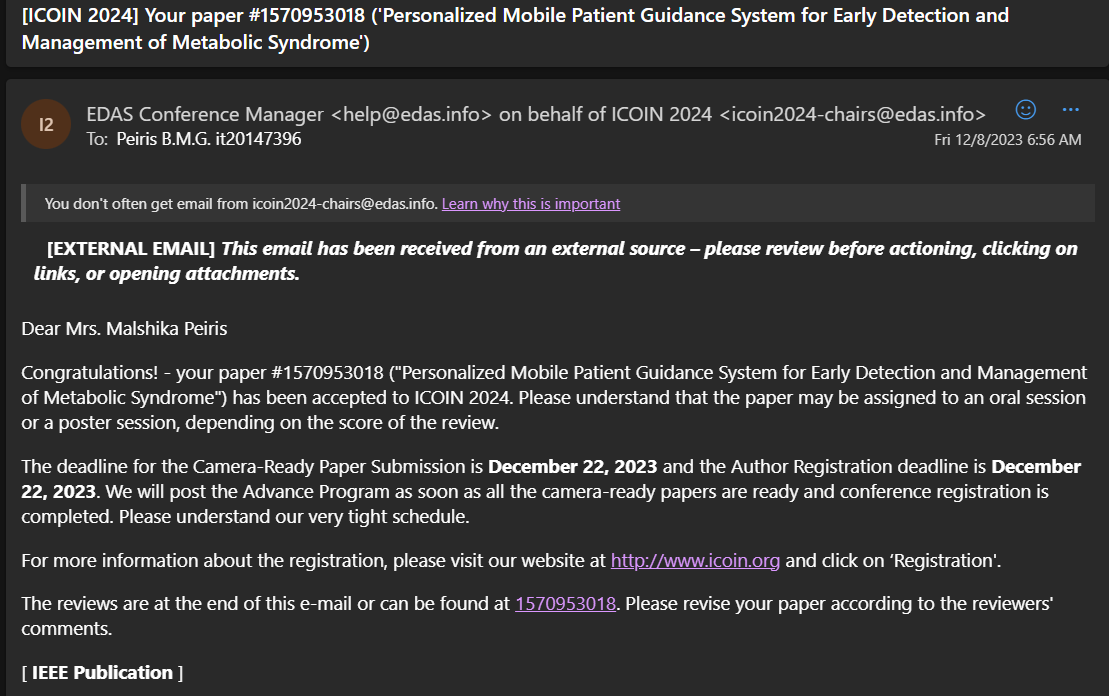 [ICOIN 2024] Your paper #1570953018 ('Personalized Mobile Patient Guidance System for Early Detection and
Management of Metabolic Syndrome')
I2
EDAS Conference Manager <help@edas.info> on behalf of ICOIN 2024 <icoin2024-chairs@edas.info>
To: Peiris B.M.G. it20147396
Fri 12/8/2023 6:56 AM
You don't often get email from icoin2024-chairs@edas.info. Learn why this is important
[EXTERNAL EMAIL] This email has been received from an external source – please review before actioning, clicking on
links, or opening attachments.
Dear Mrs. Malshika Peiris
Congratulations! - your paper #1570953018 ("Personalized Mobile Patient Guidance System for Early Detection and Management
of Metabolic Syndrome") has been accepted to ICOIN 2024. Please understand that the paper may be assigned to an oral session
or a poster session, depending on the score of the review.
The deadline for the Camera-Ready Paper Submission is December 22, 2023 and the Author Registration deadline is December
22, 2023. We will post the Advance Program as soon as all the camera-ready papers are ready and conference registration is
completed. Please understand our very tight schedule.
For more information about the registration, please visit our website at http://www.icoin.org and click on ‘Registration'.
The reviews are at the end of this e-mail or can be found at 1570953018. Please revise your paper according to the reviewers'
comments.
[ IEEE Publication ]